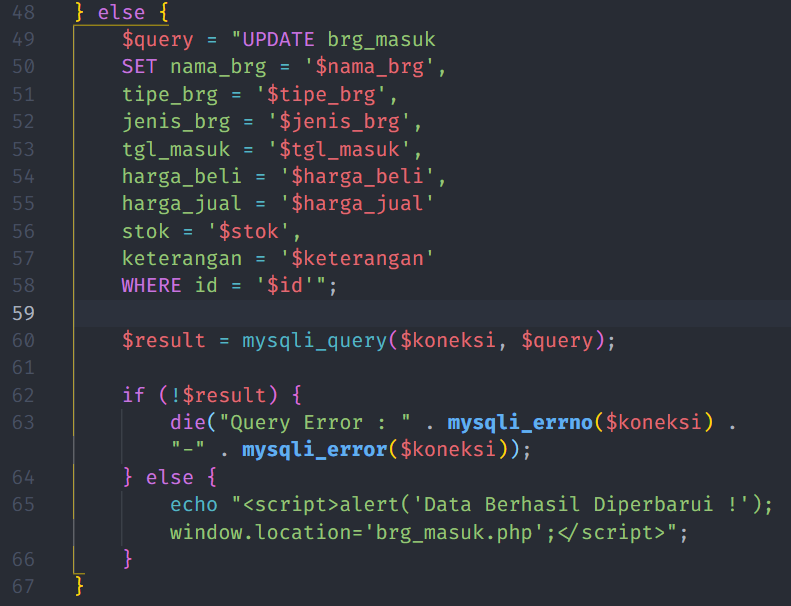 48 } else {
49 $query = "UPDATE brg_masuk
50 SET nama_brg = '$nama_brg',
51 tipe_brg = '$tipe_brg',
52 jenis_brg = '$jenis_brg',
53 tgl_masuk = '$tgl_masuk',
54 harga_beli = '$harga_beli',
55 harga_jual = '$harga_jual'
56 stok = '$stok',
57 keterangan = '$keterangan'
58 WHERE id = '$id'";
59
60 $result = mysqli_query($koneksi, $query);
61
62 if (!$result) {
63 die("Query Error : " . mysqli_errno($koneksi) .
"-" . mysqli_error($koneksi));
64 } else {
65 echo "<script>alert('Data Berhasil Diperbarui !');
window.location='brg_masuk.php';</script>";
66 }
67 }